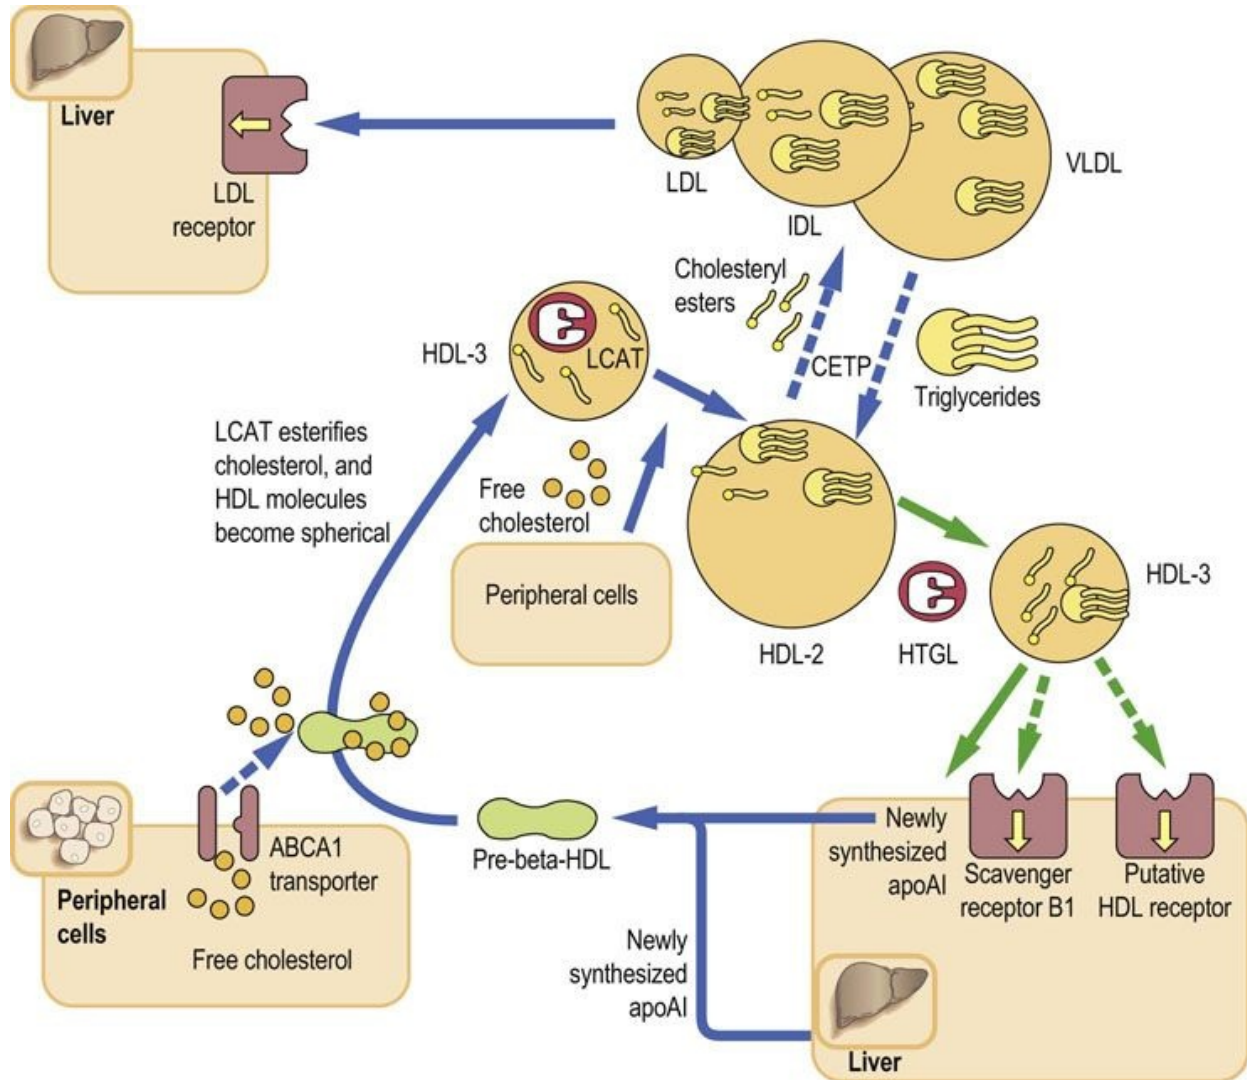 Liver
LDL
receptor
LDL
IDL
VLDL
Cholesteryl
esters
CETP
Triglycerides
HDL-3
LCAT
LCAT esterifies
cholesterol, and
HDL molecules
become spherical
Free
cholesterol
Peripheral cells
HDL-2
HTGL
HDL-3
Peripheral
cells
ABCA1
transporter
Free cholesterol
Pre-beta-HDL
Newly
synthesized
apoAI
Newly
synthesized
apoAI
Scavenger
receptor B1
Putative
HDL receptor
Liver